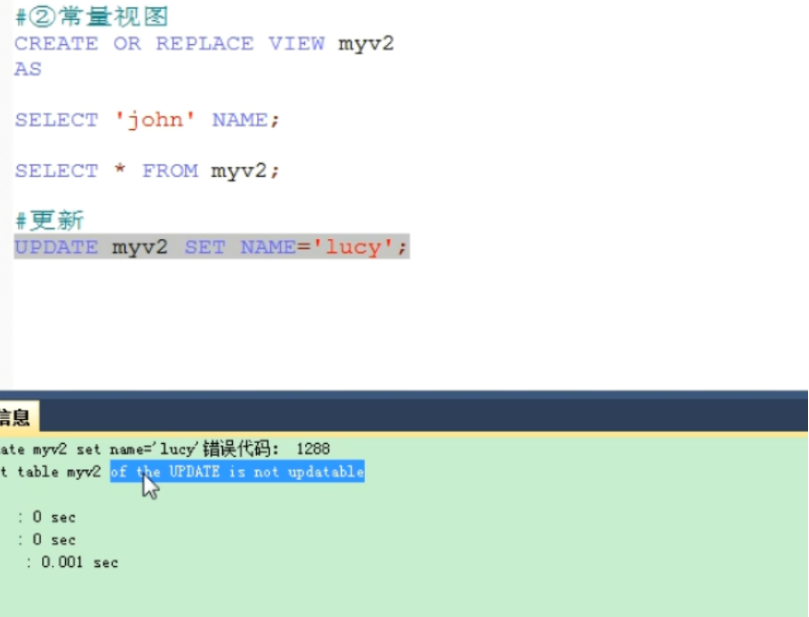 #②常量视图
CREATE OR REPLACE VIEW myv2
AS
SELECT 'john' NAME;
SELECT * FROM myv2;
#更新
UPDATE myv2 SET NAME='lucy';
信息
ate myv2 set name='lucy'错误代码： 1288
t table myv2 of the UPDATE is not updatable
: 0 sec
: 0 sec
: 0.001 sec